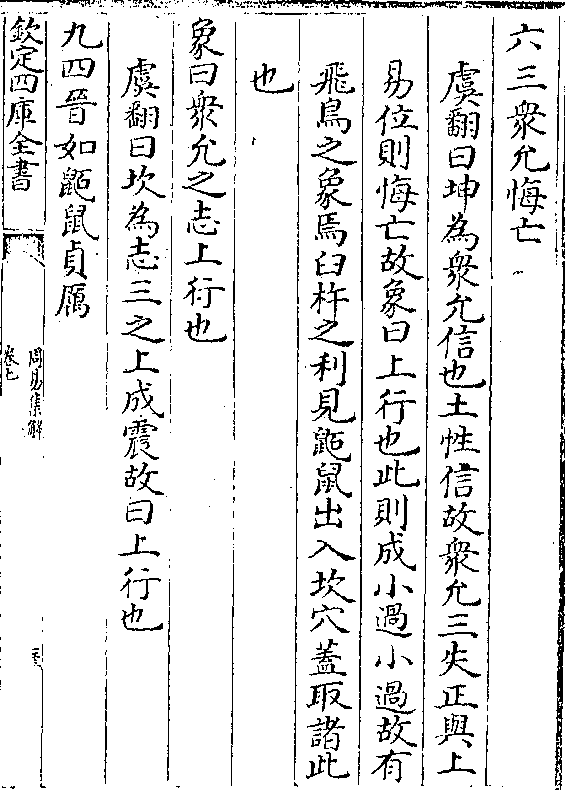 六三衆允悔亡
虞翻曰坤為衆允信也土性信故衆允三失正與上
易位則悔亡故象曰上行也此則成小過小過故有
飛鳥之象焉臼杵之利見鼫鼠出入坎穴蓋取諸此
也
象曰衆允之志上行也
虞翻曰坎為志三之上成震故曰上行也
九四晉如鼫鼠貞厲
欽定四庫全書
周易集解
卷七